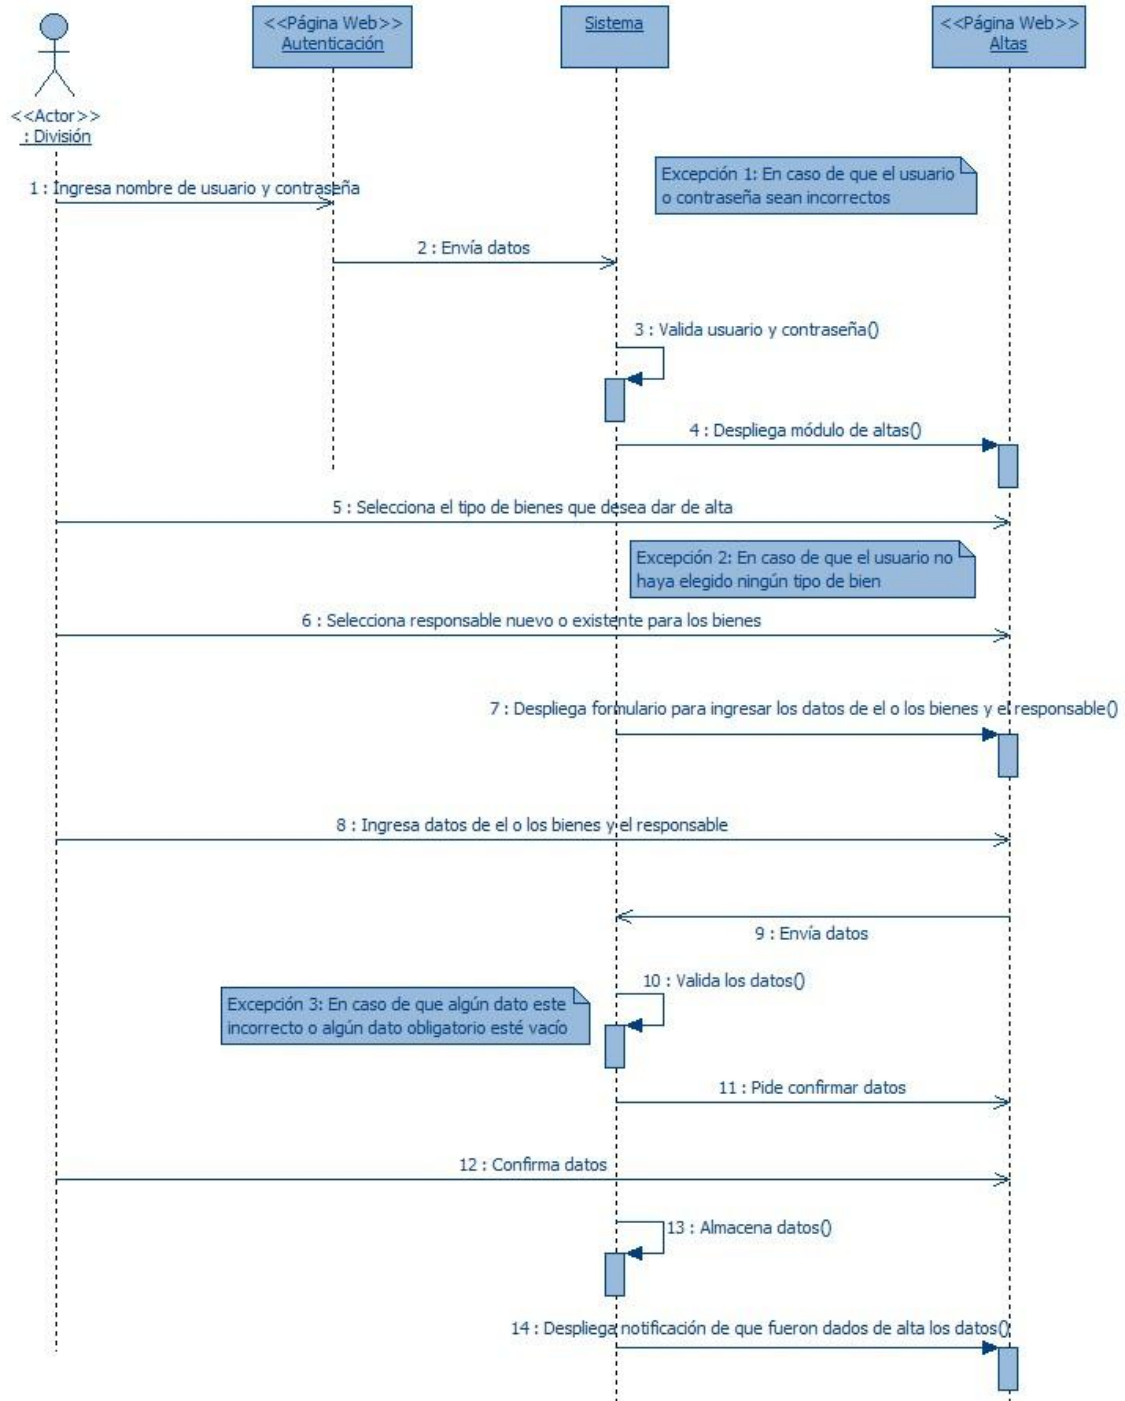 <<Página Web>>
Autenticación
Sistema
<<Página Web>>
Altas
<<Actor>>
: División
1 : Ingresa nombre de usuario y contraseña
Excepción 1: En caso de que el usuario
o contraseña sean incorrectos
2 : Envía datos
3 : Valida usuario y contraseña()
4 : Despliega módulo de altas()
5 : Selecciona el tipo de bienes que desea dar de alta
Excepción 2: En caso de que el usuario no
haya elegido ningún tipo de bien
6 : Selecciona responsable nuevo o existente para los bienes
7 : Despliega formulario para ingresar los datos de el o los bienes y el responsable()
8 : Ingresa datos de el o los bienes y el responsable
9 : Envía datos
10 : Valida los datos()
Excepción 3: En caso de que algún dato este
incorrecto o algún dato obligatorio esté vacío
11 : Pide confirmar datos
12 : Confirma datos
13 : Almacena datos()
14 : Despliega notificación de que fueron dados de alta los datos()